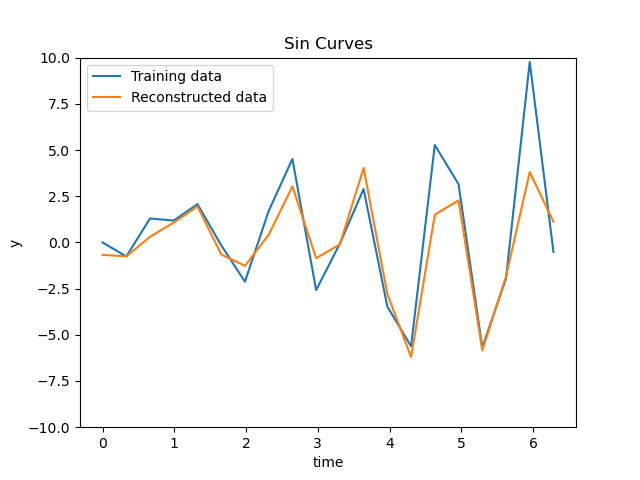 Sin Curves
Training data
Reconstructed data
10.0
7.5
5.0
2.5
0.0
−2.5
−5.0
−7.5
−10.0
y
0 1 2 3 4 5 6
time